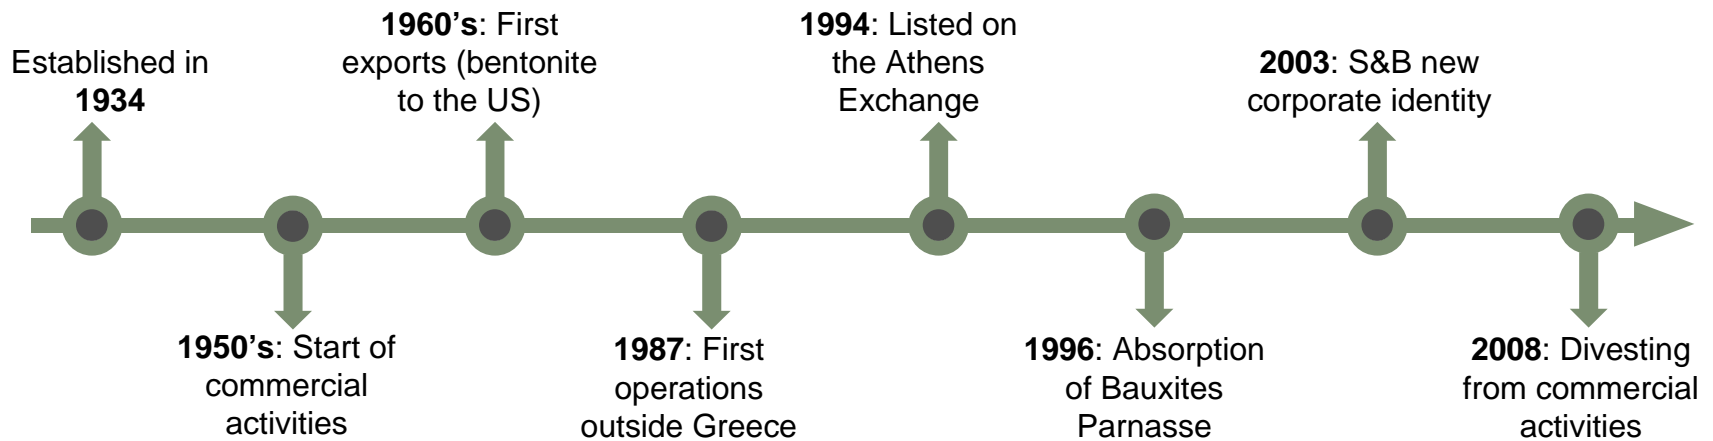 Established in
1934
1960's: First
exports (bentonite
to the US)
1994: Listed on
the Athens
Exchange
2003: S&B new
corporate identity
1950's: Start of
commercial
activities
1987: First
operations
outside Greece
1996: Absorption
of Bauxites
Parnasse
2008: Divesting
from commercial
activities